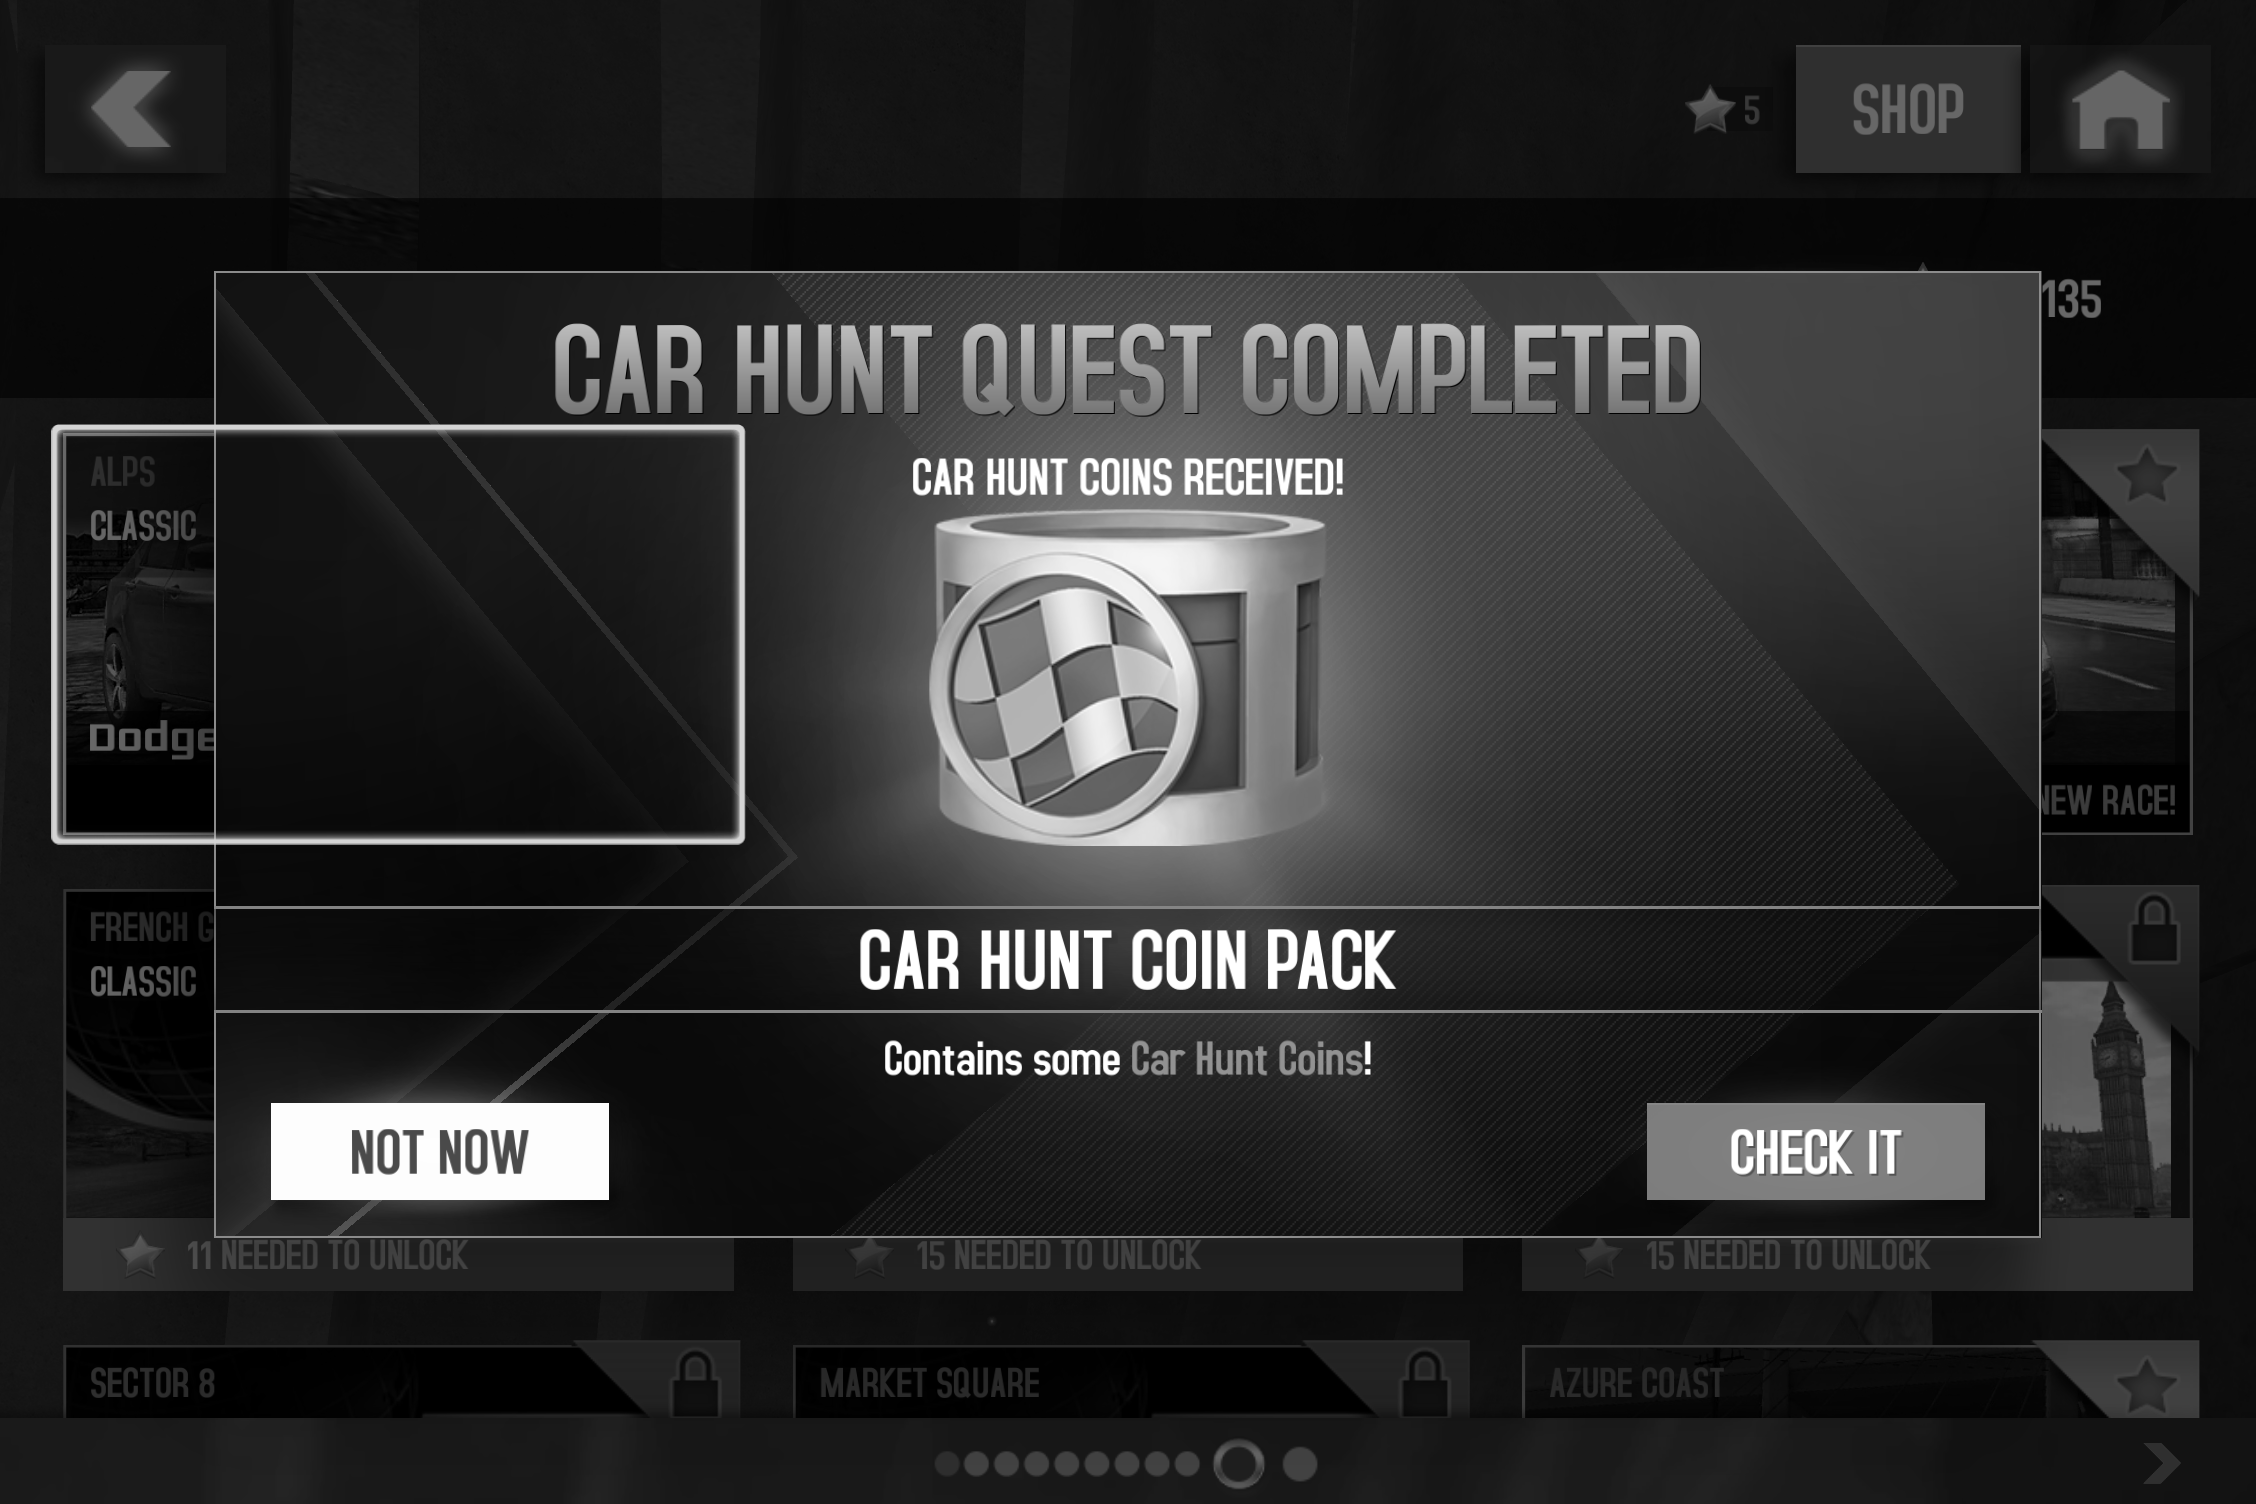 5
SHOP
135
CAR HUNT QUEST COMPLETED
CAR HUNT COINS RECEIVED!
ALPS
CLASSIC
Dodge
NEW RACE!
FRENCH G
CLASSIC
CAR HUNT COIN PACK
Contains some Car Hunt Coins!
NOT NOW
CHECK IT
11 NEEDED TO UNLOCK
15 NEEDED TO UNLOCK
15 NEEDED TO UNLOCK
SECTOR 8
MARKET SQUARE
AZURE COAST